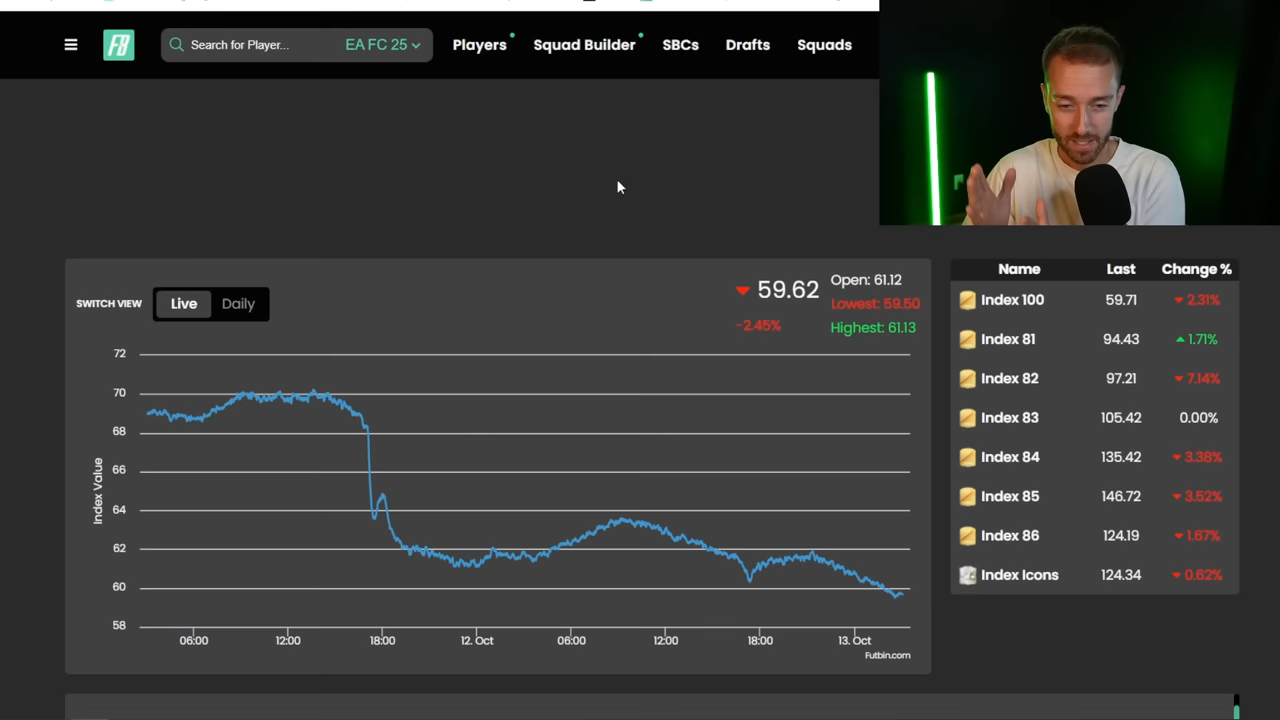 FB Search for Player... EA FC 25 Players Squad Builder SBCs Drafts Squads
SWITCH VIEW Live Daily
59.62
-2.45%
Open: 61.12
Lowest: 59.50
Highest: 61.13
72
70
68
66
64
62
60
58
Index Value
06:00 12:00 18:00 12. Oct 06:00 12:00 18:00 13. Oct
Futbin.com
Name Last Change %
Index 100 59.71 2.31%
Index 81 94.43 1.71%
Index 82 97.21 7.14%
Index 83 105.42 0.00%
Index 84 135.42 3.38%
Index 85 146.72 3.52%
Index 86 124.19 1.67%
Index Icons 124.34 0.62%